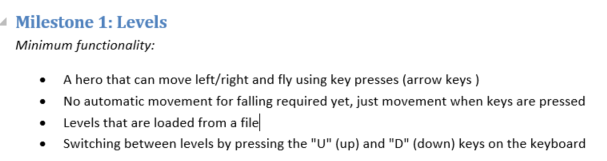 Milestone 1: Levels
Minimum functionality:
• A hero that can move left/right and fly using key presses (arrow keys )
• No automatic movement for falling required yet, just movement when keys are pressed
• Levels that are loaded from a file
• Switching between levels by pressing the "U" (up) and "D" (down) keys on the keyboard